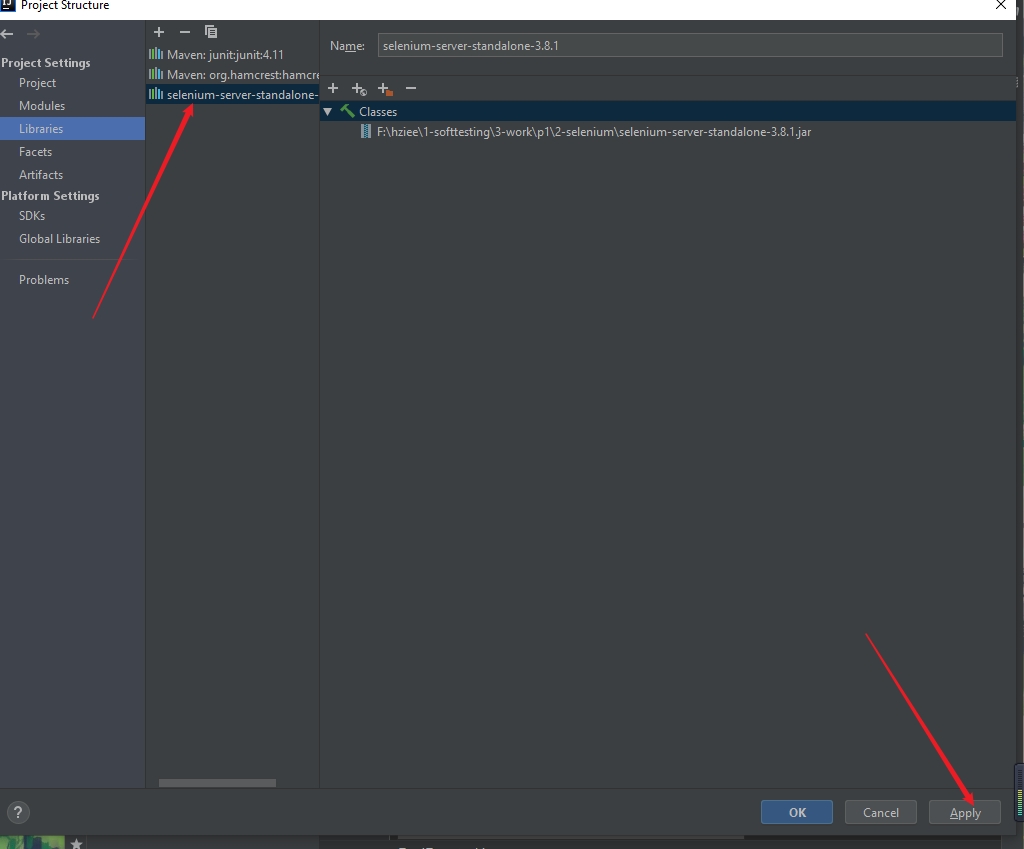 Project Structure
Project Settings
Project
Modules
Libraries
Facets
Artifacts
Platform Settings
SDKs
Global Libraries
Problems
Maven: junit:junit:4.11
Maven: org.hamcrest:hamcre
selenium-server-standalone-
Name: selenium-server-standalone-3.8.1
Classes
F:\hziee\1-softtesting\3-work\p1\2-selenium\selenium-server-standalone-3.8.1.jar
?
OK
Cancel
Apply